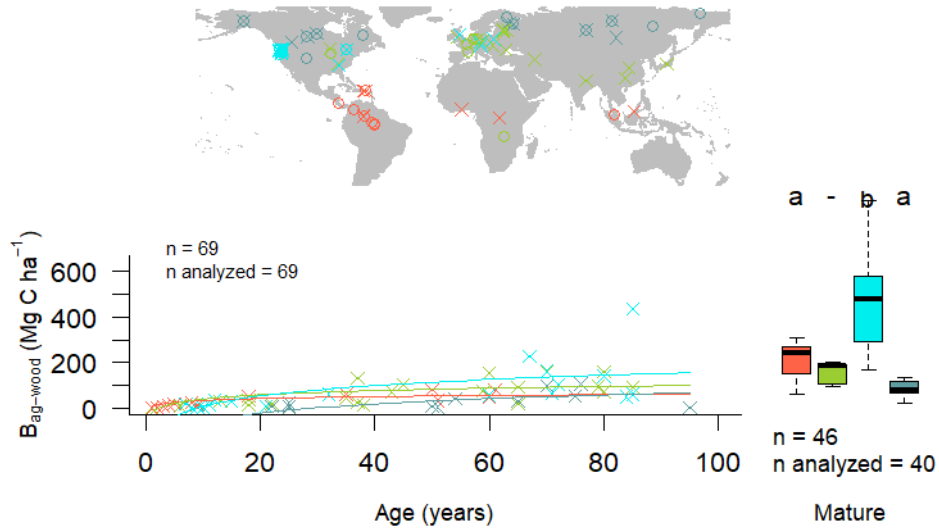 a - b a
n = 69
n analyzed = 69
B ag−wood (Mg C ha−1)
600
400
200
0
0 20 40 60 80 100
Age (years)
n = 46
n analyzed = 40
Mature